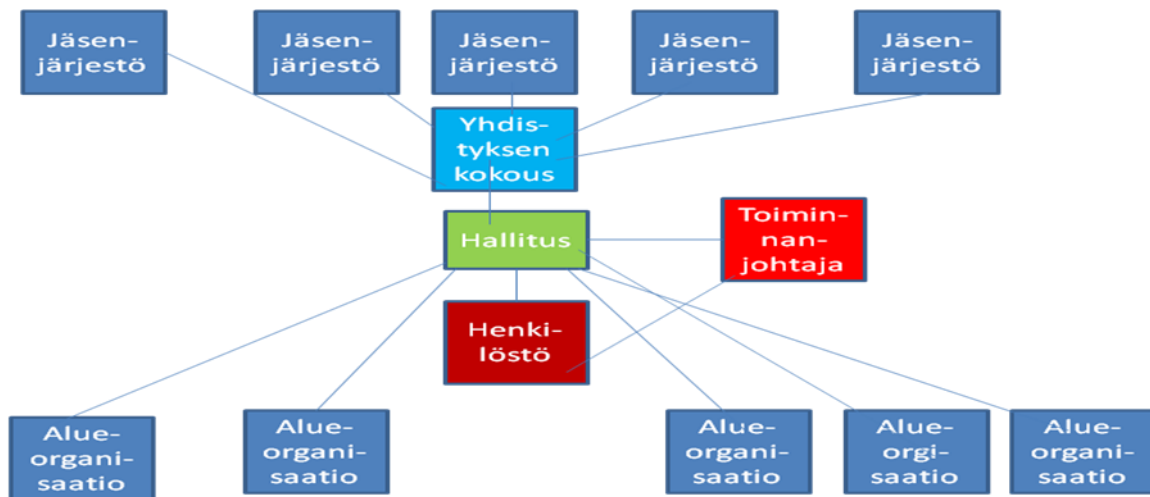 Jäsen-
järjestö
Jäsen-
järjestö
Jäsen-
järjestö
Jäsen-
järjestö
Jäsen-
järjestö
Yhdis-
tyksen
kokous
Hallitus
Toimin-
nan-
johtaja
Henki-
löstö
Alue-
organi-
saatio
Alue-
organi-
saatio
Alue-
organi-
saatio
Alue-
orgi-
saatio
Alue-
organi-
saatio